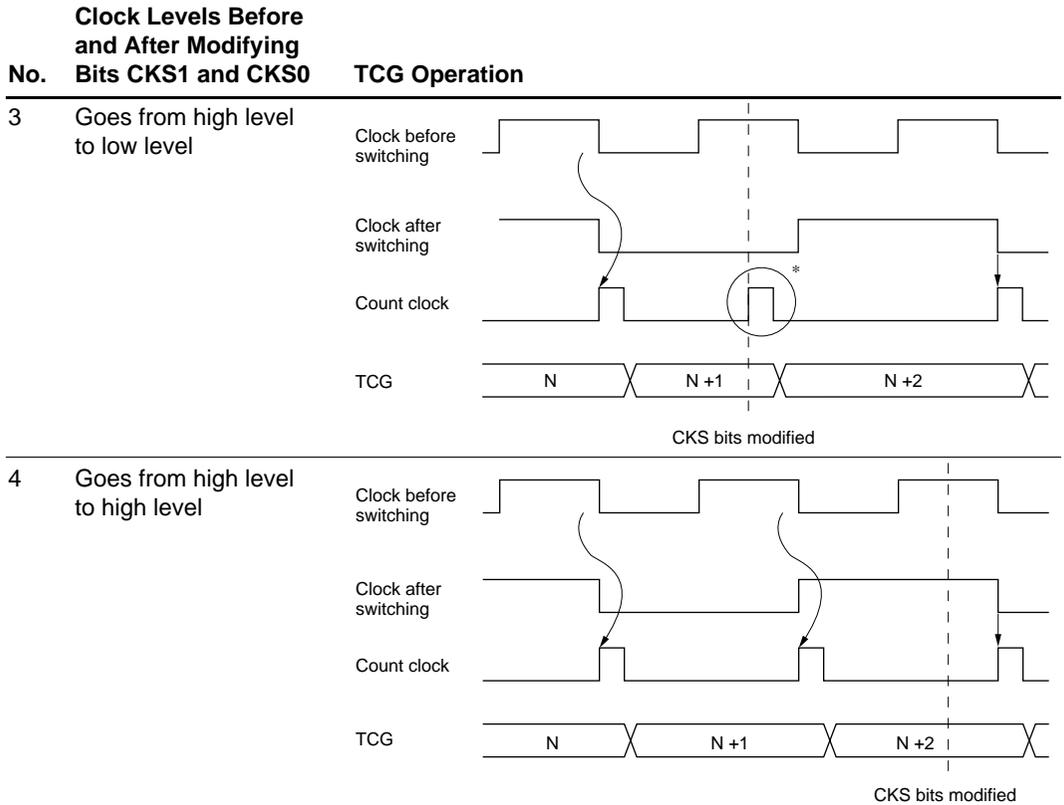 No.
Clock Levels Before
and After Modifying
Bits CKS1 and CKS0
TCG Operation
3
Goes from high level
to low level
Clock before
switching
Clock after
switching
Count clock
*
TCG
N
N +1
N +2
CKS bits modified
4
Goes from high level
to high level
Clock before
switching
Clock after
switching
Count clock
TCG
N
N +1
N +2
CKS bits modified